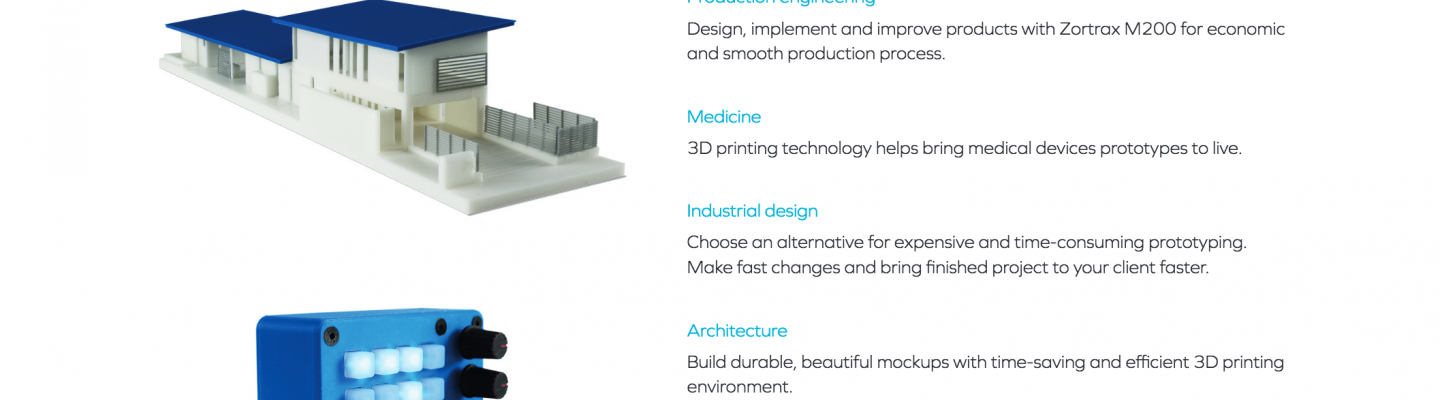 Production engineering
Design, implement and improve products with Zortrax M200 for economic
and smooth production process.
Medicine
3D printing technology helps bring medical devices prototypes to live.
Industrial design
Choose an alternative for expensive and time-consuming prototyping.
Make fast changes and bring finished project to your client faster.
Architecture
Build durable, beautiful mockups with time-saving and efficient 3D printing
environment.